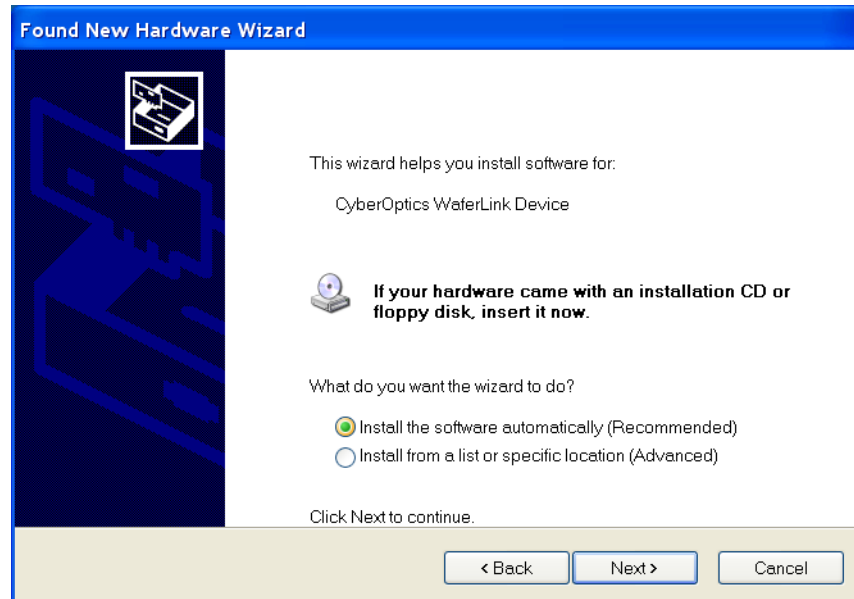 Found New Hardware Wizard
This wizard helps you install software for:
CyberOptics WaferLink Device
If your hardware came with an installation CD or
floppy disk, insert it now.
What do you want the wizard to do?
Install the software automatically (Recommended)
Install from a list or specific location (Advanced)
Click Next to continue.
< Back Next > Cancel